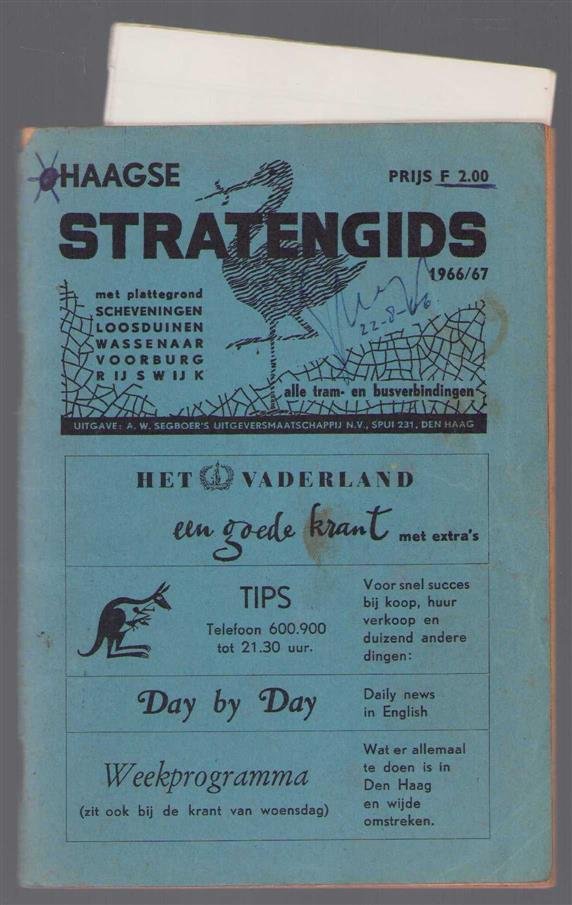 HAAGSE
PRIJS F 2.00
STRATENGIDS
1966/67
met plattegrond
SCHEVENINGEN
LOOSDUINEN
WASSENAAR
VOORBURG
RIJSWIJK
22-8-66
alle tram- en busverbindingen
UITGAVE: A. W. SEGBOER'S UITGEVERSMAATSCHAPPIJ N.V., SPUI 231, DEN HAAG
HET VADERLAND
een goede krant met extra's
TIPS
Telefoon 600.900
tot 21.30 uur.
Voor snel succes
bij koop, huur
verkoop en
duizend andere
dingen:
Day by Day
Daily news
in English
Weekprogramma
(zit ook bij de krant van woensdag)
Wat er allemaal
te doen is in
Den Haag
en wijde
omstreken.